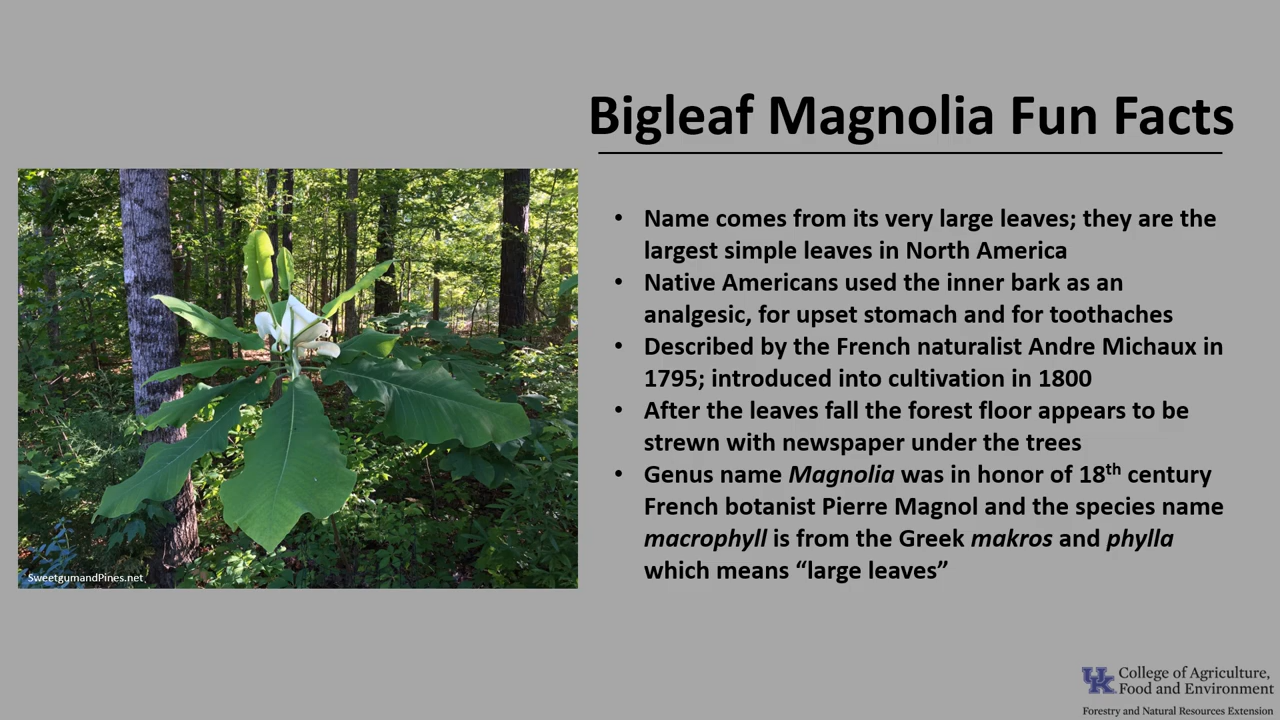 Bigleaf Magnolia Fun Facts
• Name comes from its very large leaves; they are the
largest simple leaves in North America
• Native Americans used the inner bark as an
analgesic, for upset stomach and for toothaches
• Described by the French naturalist Andre Michaux in
1795; introduced into cultivation in 1800
• After the leaves fall the forest floor appears to be
strewn with newspaper under the trees
• Genus name Magnolia was in honor of 18th century
French botanist Pierre Magnol and the species name
macrophyll is from the Greek makros and phylla
which means “large leaves”
SweetgumandPines.net
UK College of Agriculture,
Food and Environment
Forestry and Natural Resources Extension